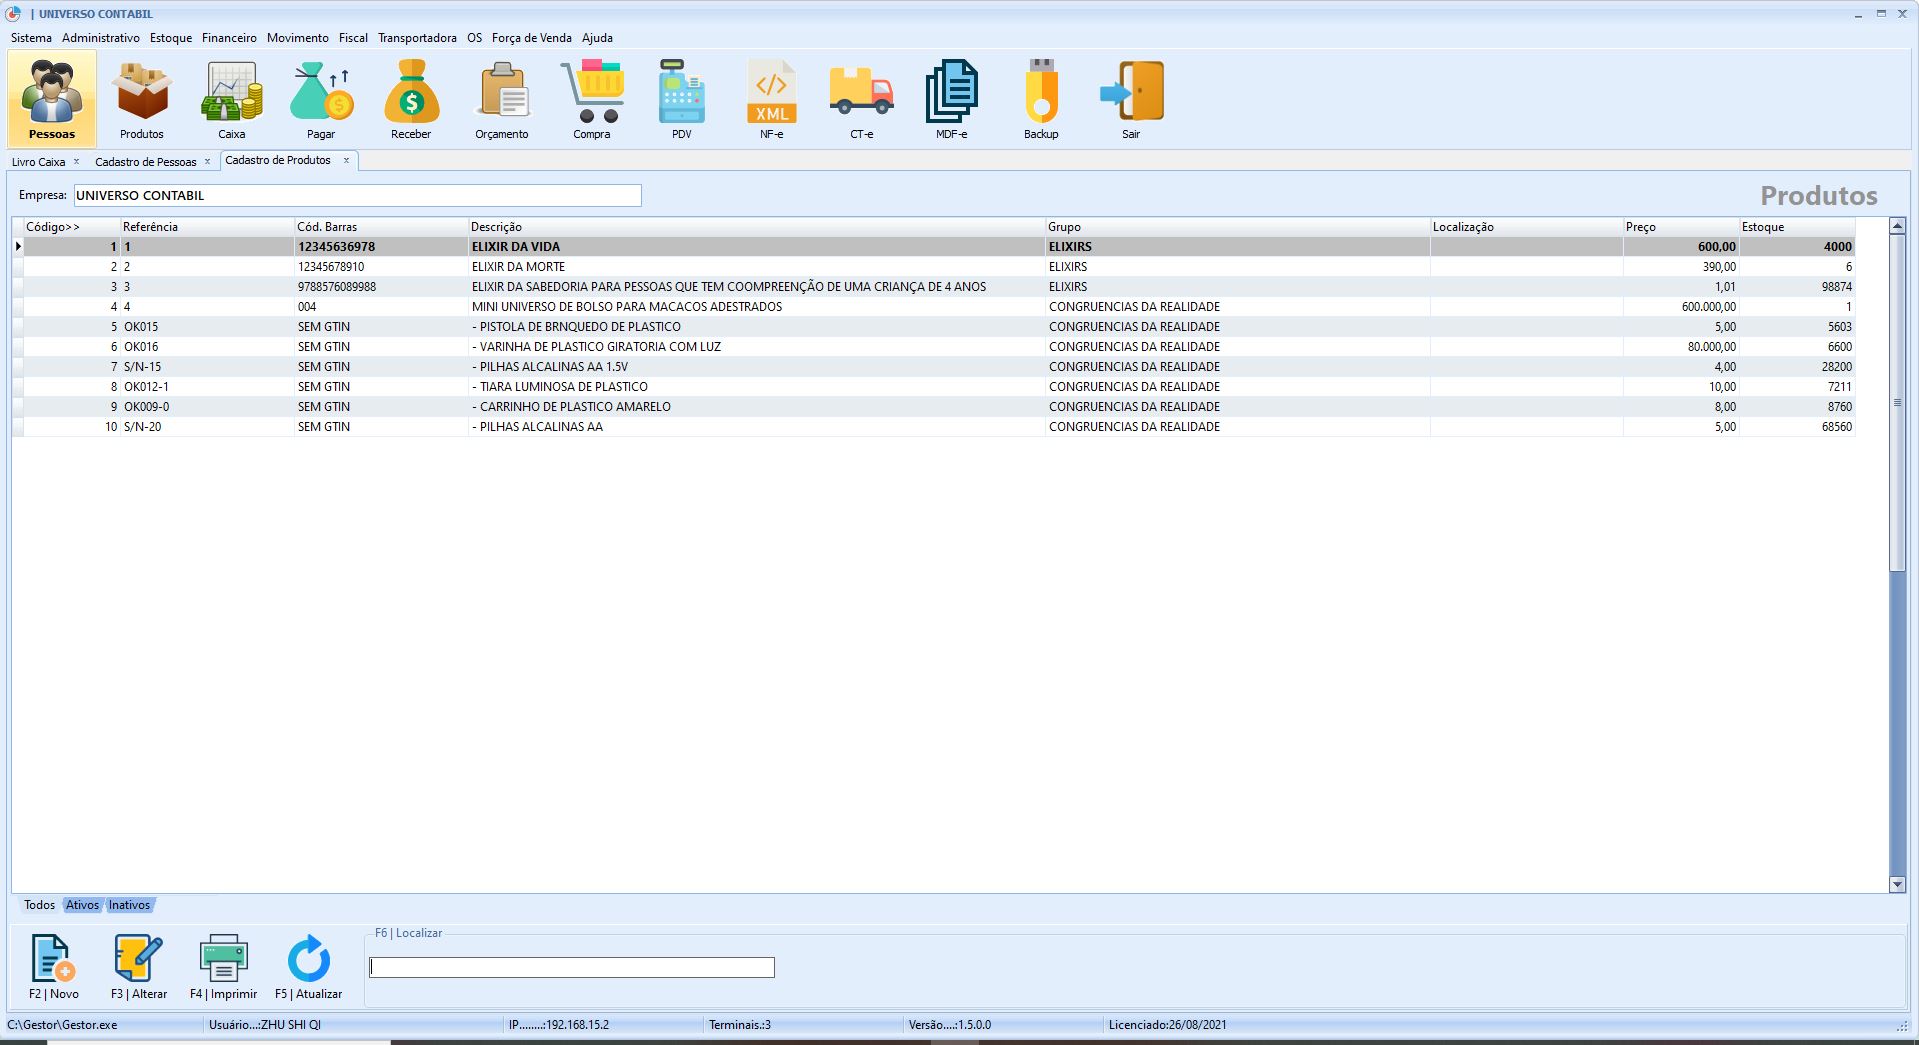 | UNIVERSO CONTABIL
Sistema Administrativo Estoque Financeiro Movimento Fiscal Transportadora OS Força de Venda Ajuda
XML
Pessoas Produtos Caixa Pagar Receber Orçamento Compra PDV NF-e CT-e MDF-e Backup Sair
Livro Caixa x Cadastro de Pessoas x Cadastro de Produtos x
Empresa: UNIVERSO CONTABIL Produtos
Código>> Referência Cód. Barras Descrição Grupo Localização Preço Estoque
1 1 12345636978 ELIXIR DA VIDA ELIXIRS 600,00 4000
2 2 12345678910 ELIXIR DA MORTE ELIXIRS 390,00 6
3 3 9788576089988 ELIXIR DA SABEDORIA PARA PESSOAS QUE TEM COOMPREENÇÃO DE UMA CRIANÇA DE 4 ANOS ELIXIRS 1,01 98874
4 4 004 MINI UNIVERSO DE BOLSO PARA MACACOS ADESTRADOS CONGRUENCIAS DA REALIDADE 600.000,00 1
5 OK015 SEM GTIN - PISTOLA DE BRNQUEDO DE PLASTICO CONGRUENCIAS DA REALIDADE 5,00 5603
6 OK016 SEM GTIN - VARINHA DE PLASTICO GIRATORIA COM LUZ CONGRUENCIAS DA REALIDADE 80.000,00 6600
7 S/N-15 SEM GTIN - PILHAS ALCALINAS AA 1.5V CONGRUENCIAS DA REALIDADE 4,00 28200
8 OK012-1 SEM GTIN - TIARA LUMINOSA DE PLASTICO CONGRUENCIAS DA REALIDADE 10,00 7211
9 OK009-0 SEM GTIN - CARRINHO DE PLASTICO AMARELO CONGRUENCIAS DA REALIDADE 8,00 8760
10 S/N-20 SEM GTIN - PILHAS ALCALINAS AA CONGRUENCIAS DA REALIDADE 5,00 68560
Todos Ativos Inativos
F6 | Localizar
F2 | Novo F3 | Alterar F4 | Imprimir F5 | Atualizar
C:\Gestor\Gestor.exe Usuário...:ZHU SHI QI IP........:192.168.15.2 Terminais.:3 Versão....:1.5.0.0 Licenciado:26/08/2021